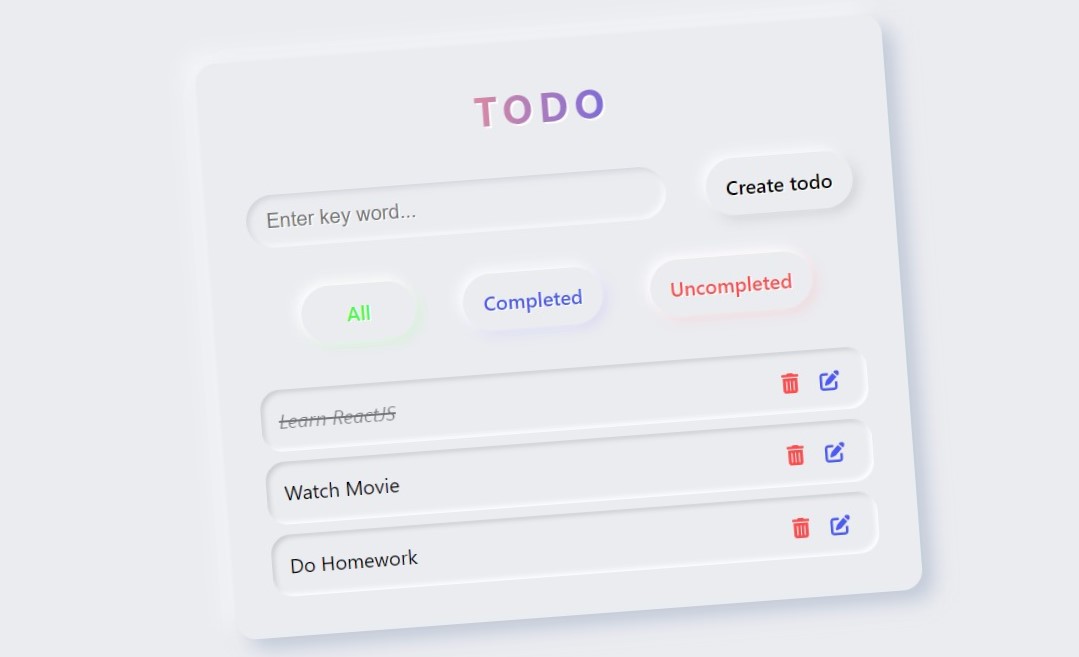 TODO
Enter key word...
Create todo
All
Completed
Uncompleted
Learn ReactJS
Watch Movie
Do Homework